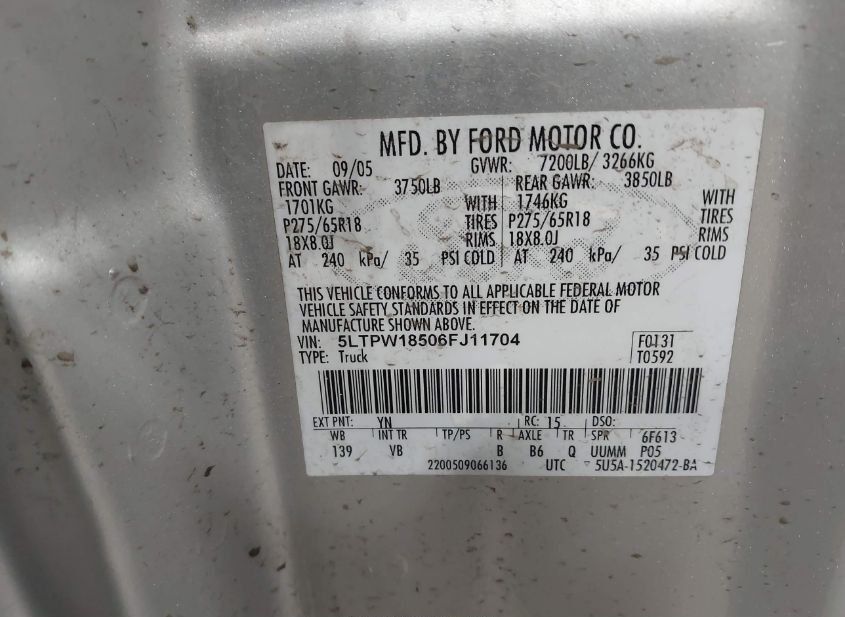 MFD. BY FORD MOTOR CO.
DATE: 09/05 GVWR: 7200LB/ 3266KG
FRONT GAWR: 3750LB REAR GAWR: 3850LB
1701KG WITH 1746KG WITH
P275/65R18 TIRES P275/65R18 TIRES
18X8.0J RIMS 18X8.0J RIMS
AT 240 kPa/ 35 PSI COLD AT 240 kPa/ 35 PSI COLD
THIS VEHICLE CONFORMS TO ALL APPLICABLE FEDERAL MOTOR
VEHICLE SAFETY STANDARDS IN EFFECT ON THE DATE OF
MANUFACTURE SHOWN ABOVE.
VIN: 5LTPW18506FJ11704 F0131
TYPE: Truck T0592
EXT PNT: YN RC: 15 DSO:
WB INT TR TP/PS R AXLE TR SPR 6F613
139 VB B B6 Q UUMM P05
2200509066136 UTC 5U5A-1520472-BA